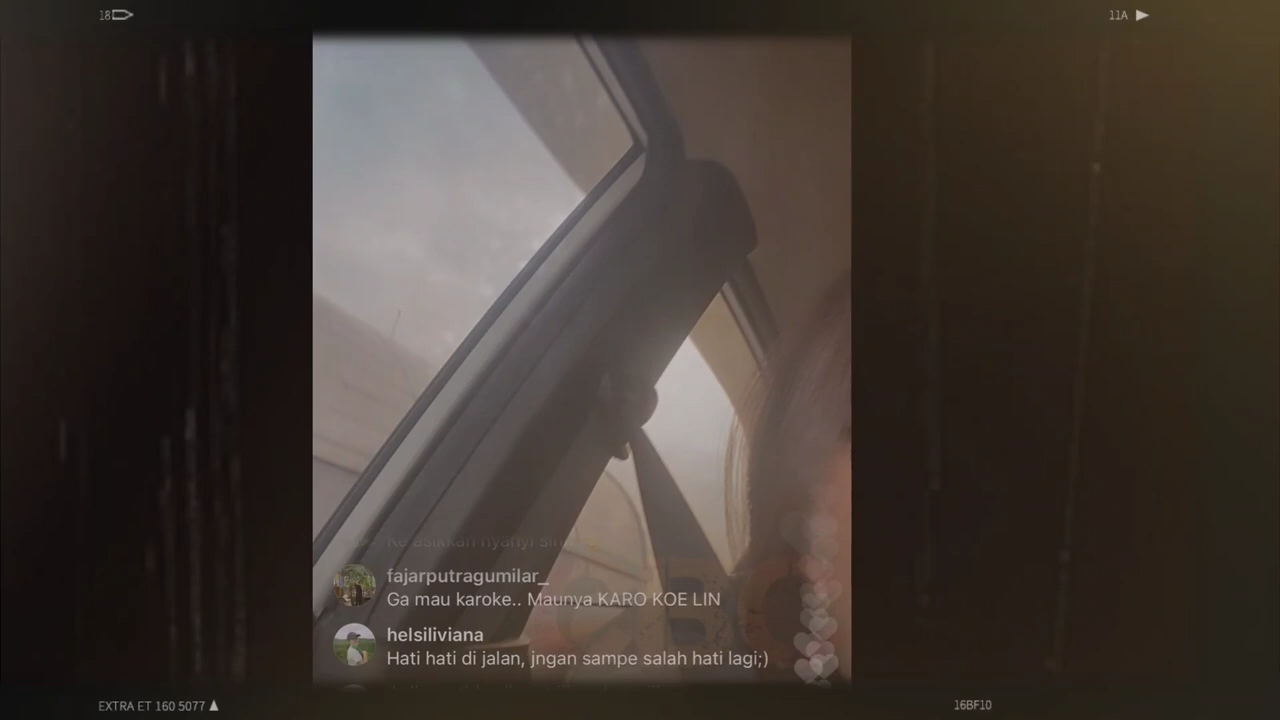 18
11A
fajarputragumilar_
Ga mau karoke.. Maunya KARO KOE LIN
helsiliviana
Hati hati di jalan, jngan sampe salah hati lagi;)
EXTRA ET 160 5077
16BF10